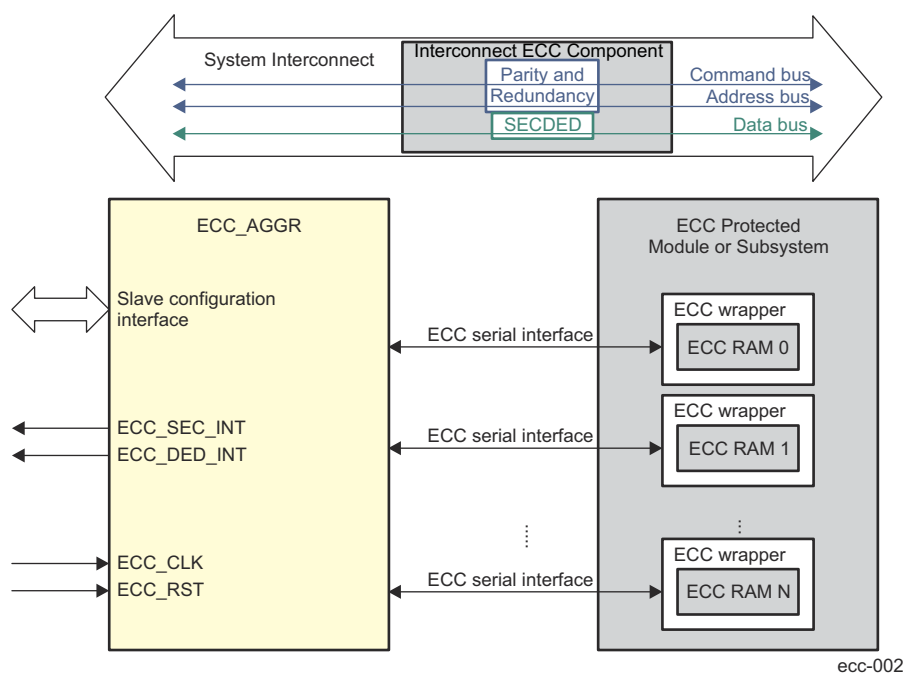 Interconnect ECC Component
System Interconnect
Parity and
Redundancy
Command bus
Address bus
SECDED
Data bus
ECC_AGGR
Slave configuration
interface
ECC_SEC_INT
ECC_DED_INT
ECC_CLK
ECC_RST
ECC serial interface
ECC serial interface
ECC serial interface
ECC Protected
Module or Subsystem
ECC wrapper
ECC RAM 0
ECC wrapper
ECC RAM 1
ECC wrapper
ECC RAM N
ecc-002